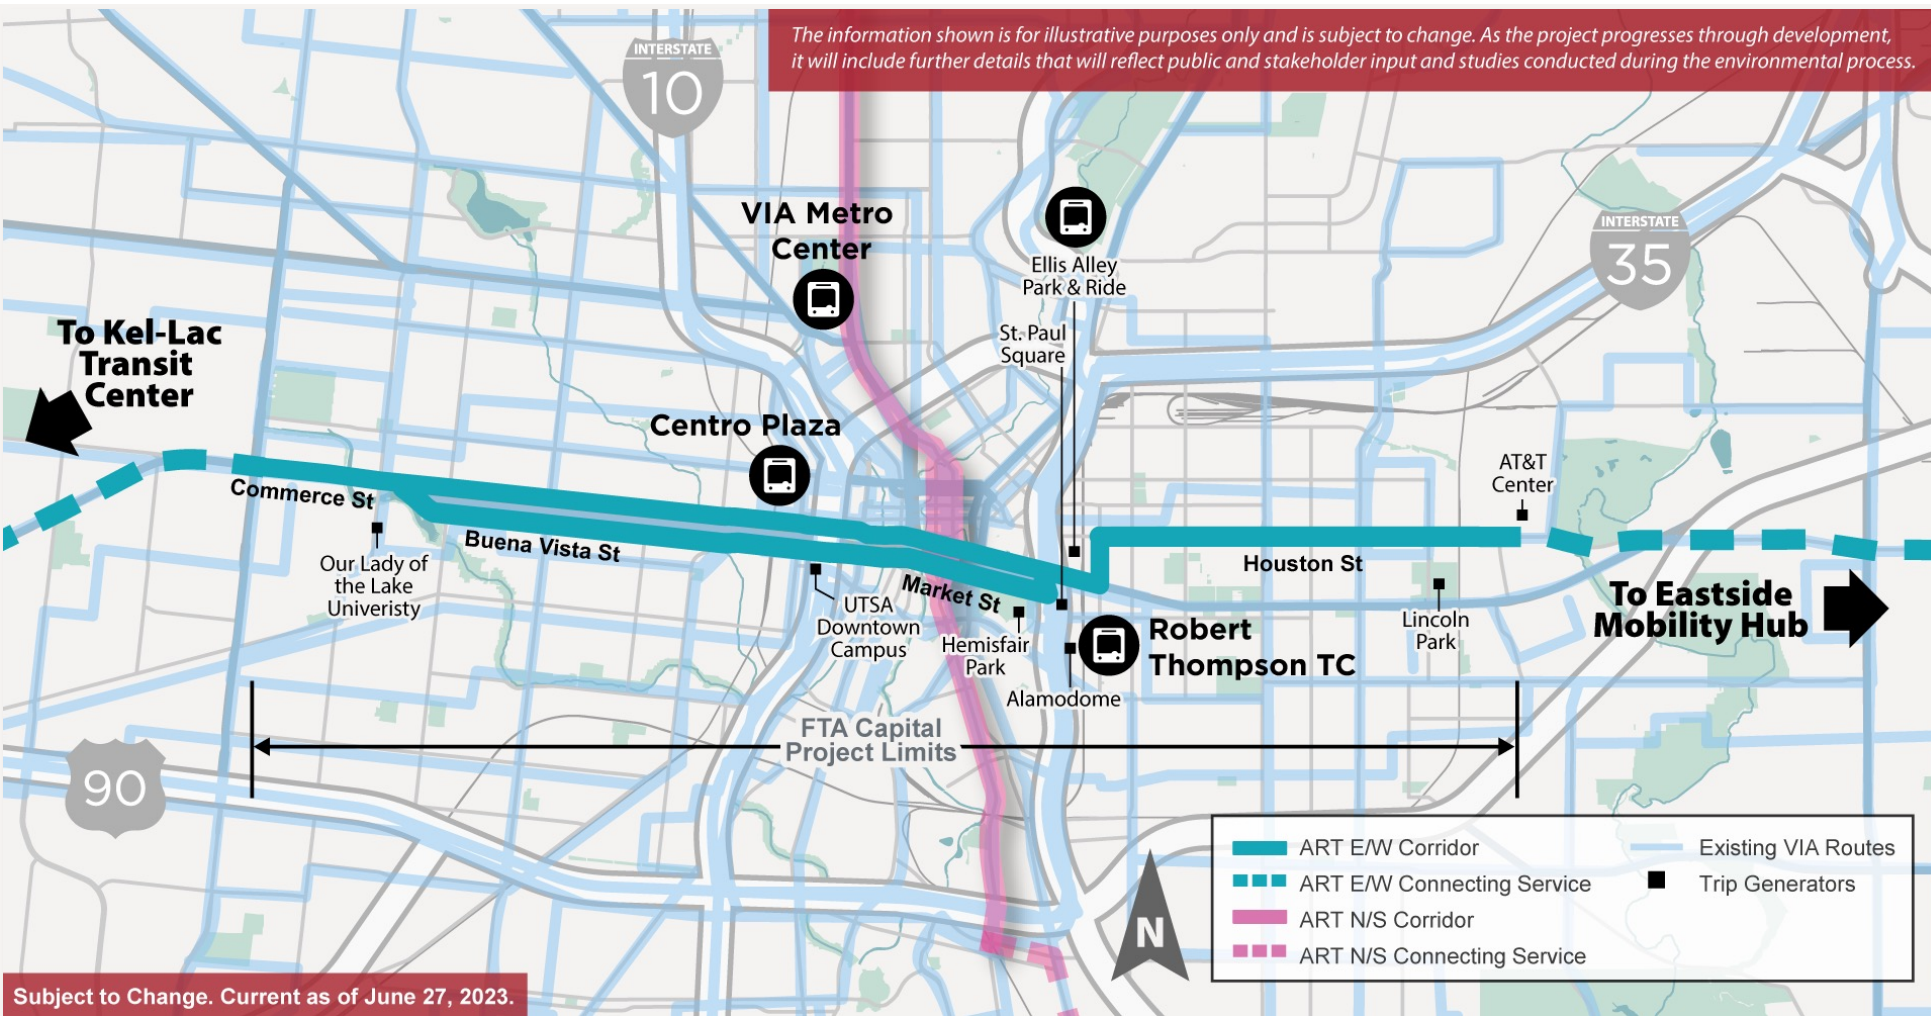 The information shown is for illustrative purposes only and is subject to change. As the project progresses through development,
it will include further details that will reflect public and stakeholder input and studies conducted during the environmental process.
INTERSTATE
10
VIA Metro
Center
Ellis Alley
Park & Ride
INTERSTATE
35
St. Paul
Square
To Kel-Lac
Transit
Center
Centro Plaza
AT&T
Center
Commerce St
Buena Vista St
Our Lady of
the Lake
Univeristy
Market St
Houston St
UTSA
Downtown
Campus
Hemisfair
Park
Lincoln
Park
To Eastside
Mobility Hub
Robert
Thompson TC
Alamodome
FTA Capital
Project Limits
90
ART E/W Corridor
ART E/W Connecting Service
ART N/S Corridor
ART N/S Connecting Service
Existing VIA Routes
Trip Generators
N
Subject to Change. Current as of June 27, 2023.